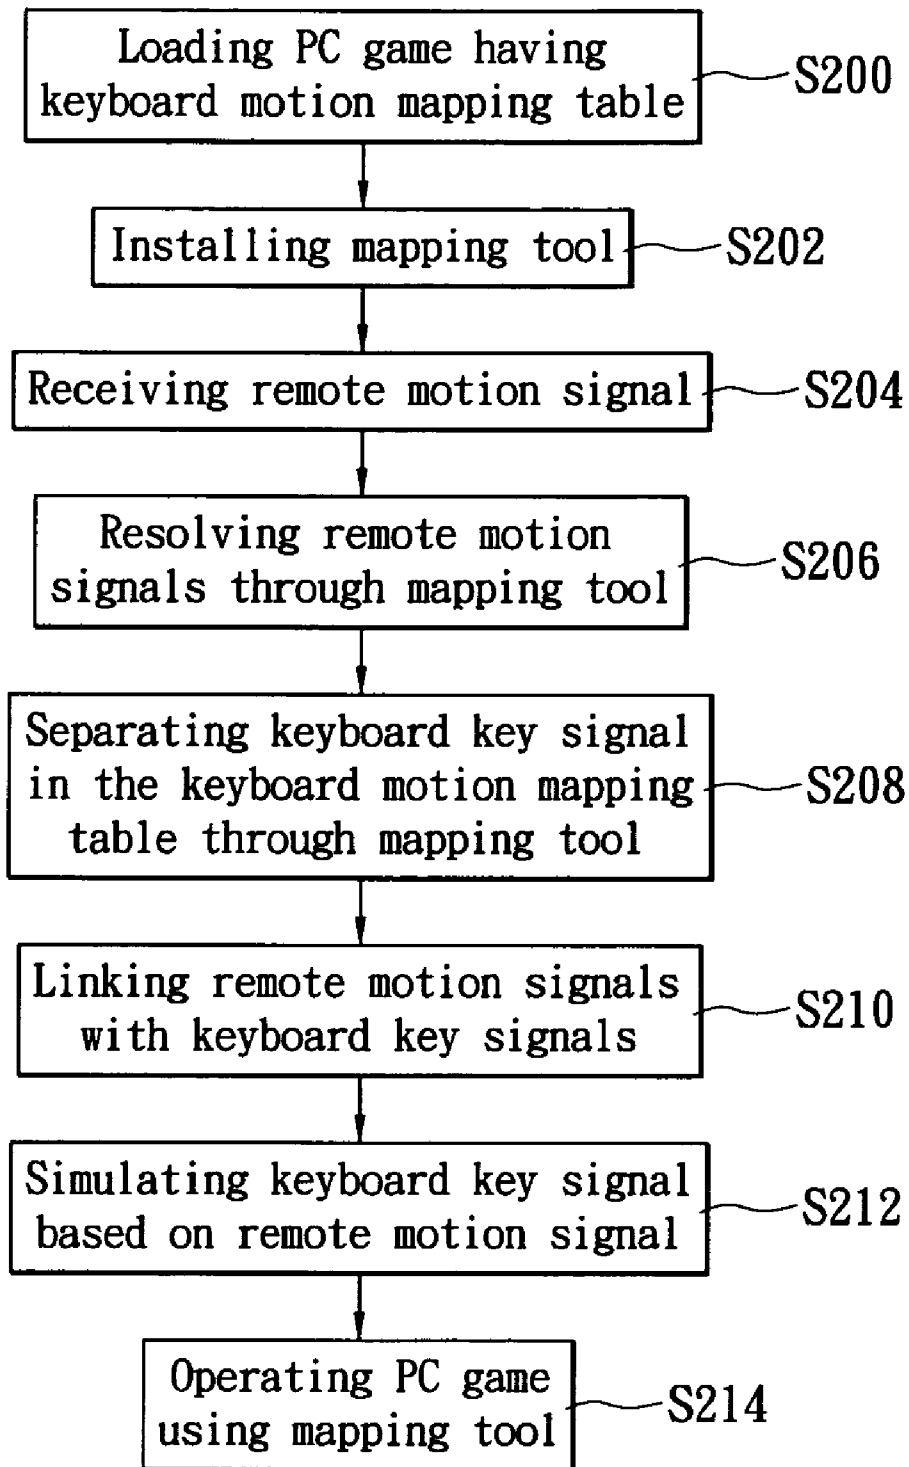 Loading PC game having
keyboard motion mapping table
S200
Installing mapping tool
S202
Receiving remote motion signal
S204
Resolving remote motion
signals through mapping tool
S206
Separating keyboard key signal
in the keyboard motion mapping
table through mapping tool
S208
Linking remote motion signals
with keyboard key signals
S210
Simulating keyboard key signal
based on remote motion signal
S212
Operating PC game
using mapping tool
S214